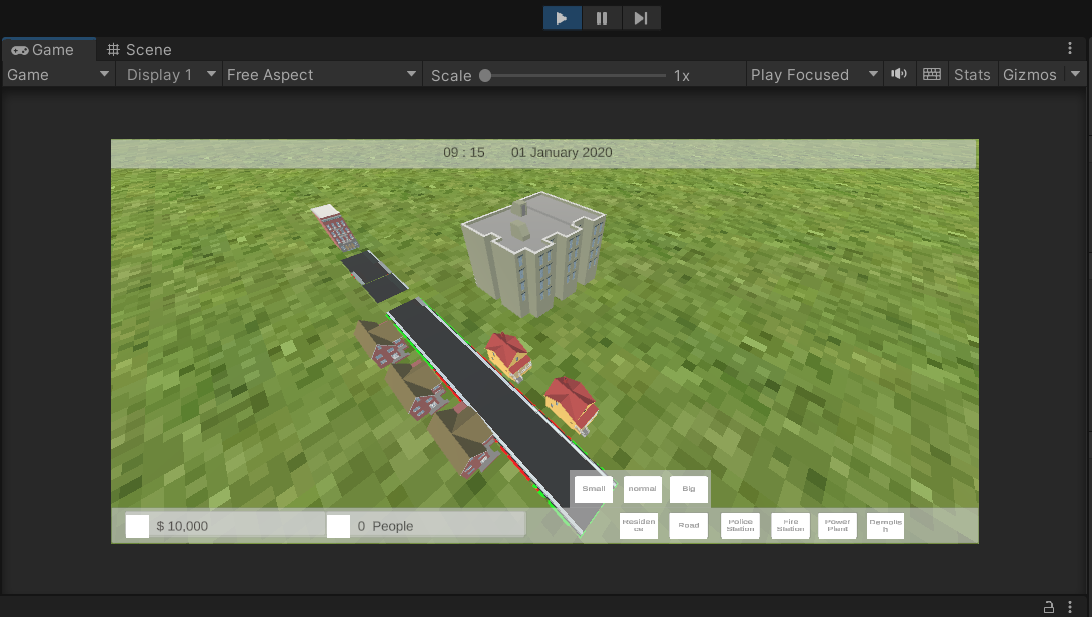 Game
Scene
Game
Display 1
Free Aspect
Scale
1x
Play Focused
Stats
Gizmos
09 : 15 01 January 2020
Small
normal
Big
$ 10,000
0 People
Residen
ce
Road
Police
Station
Fire
Station
Power
Plant
Demolis
h